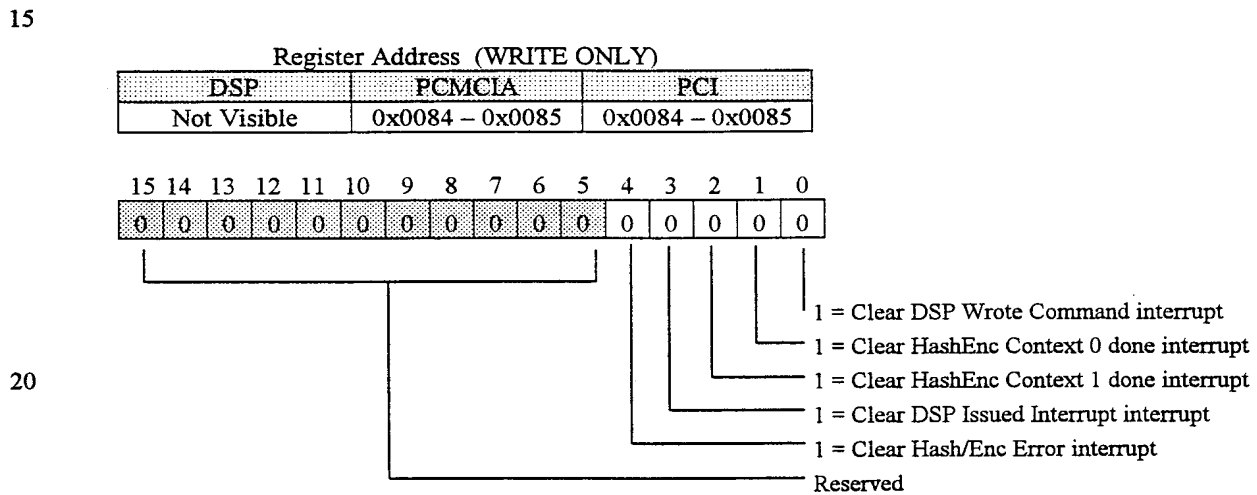 15
Register Address (WRITE ONLY)
DSP PCMCIA PCI
Not Visible 0x0084 – 0x0085 0x0084 – 0x0085
15 14 13 12 11 10 9 8 7 6 5 4 3 2 1 0
0 0 0 0 0 0 0 0 0 0 0 0 0 0 0 0
1 = Clear DSP Wrote Command interrupt
1 = Clear HashEnc Context 0 done interrupt
20
1 = Clear HashEnc Context 1 done interrupt
1 = Clear DSP Issued Interrupt interrupt
1 = Clear Hash/Enc Error interrupt
Reserved